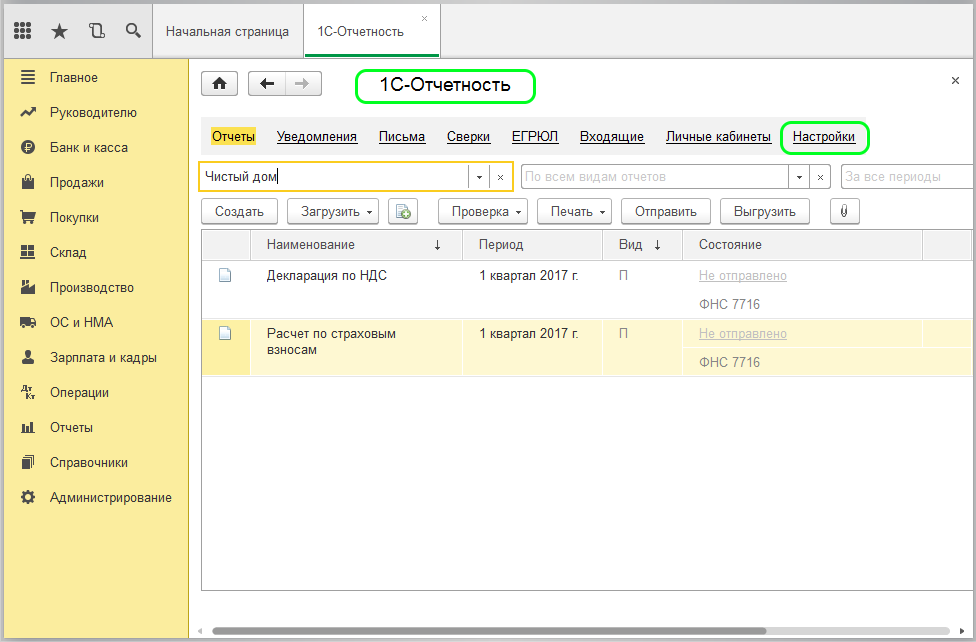 Начальная страница
1С-Отчетность
Главное
Руководителю
Банк и касса
Продажи
Покупки
Склад
Производство
ОС и НМА
Зарплата и кадры
Операции
Отчеты
Справочники
Администрирование
1С-Отчетность
Отчеты Уведомления Письма Сверки ЕГРЮЛ Входящие Личные кабинеты Настройки
Чистый дом По всем видам отчетов За все периоды
Создать Загрузить Проверка Печать Отправить Выгрузить
Наименование Период Вид Состояние
Декларация по НДС 1 квартал 2017 г. П Не отправлено
ФНС 7716
Расчет по страховым 1 квартал 2017 г. П Не отправлено
взносам
ФНС 7716